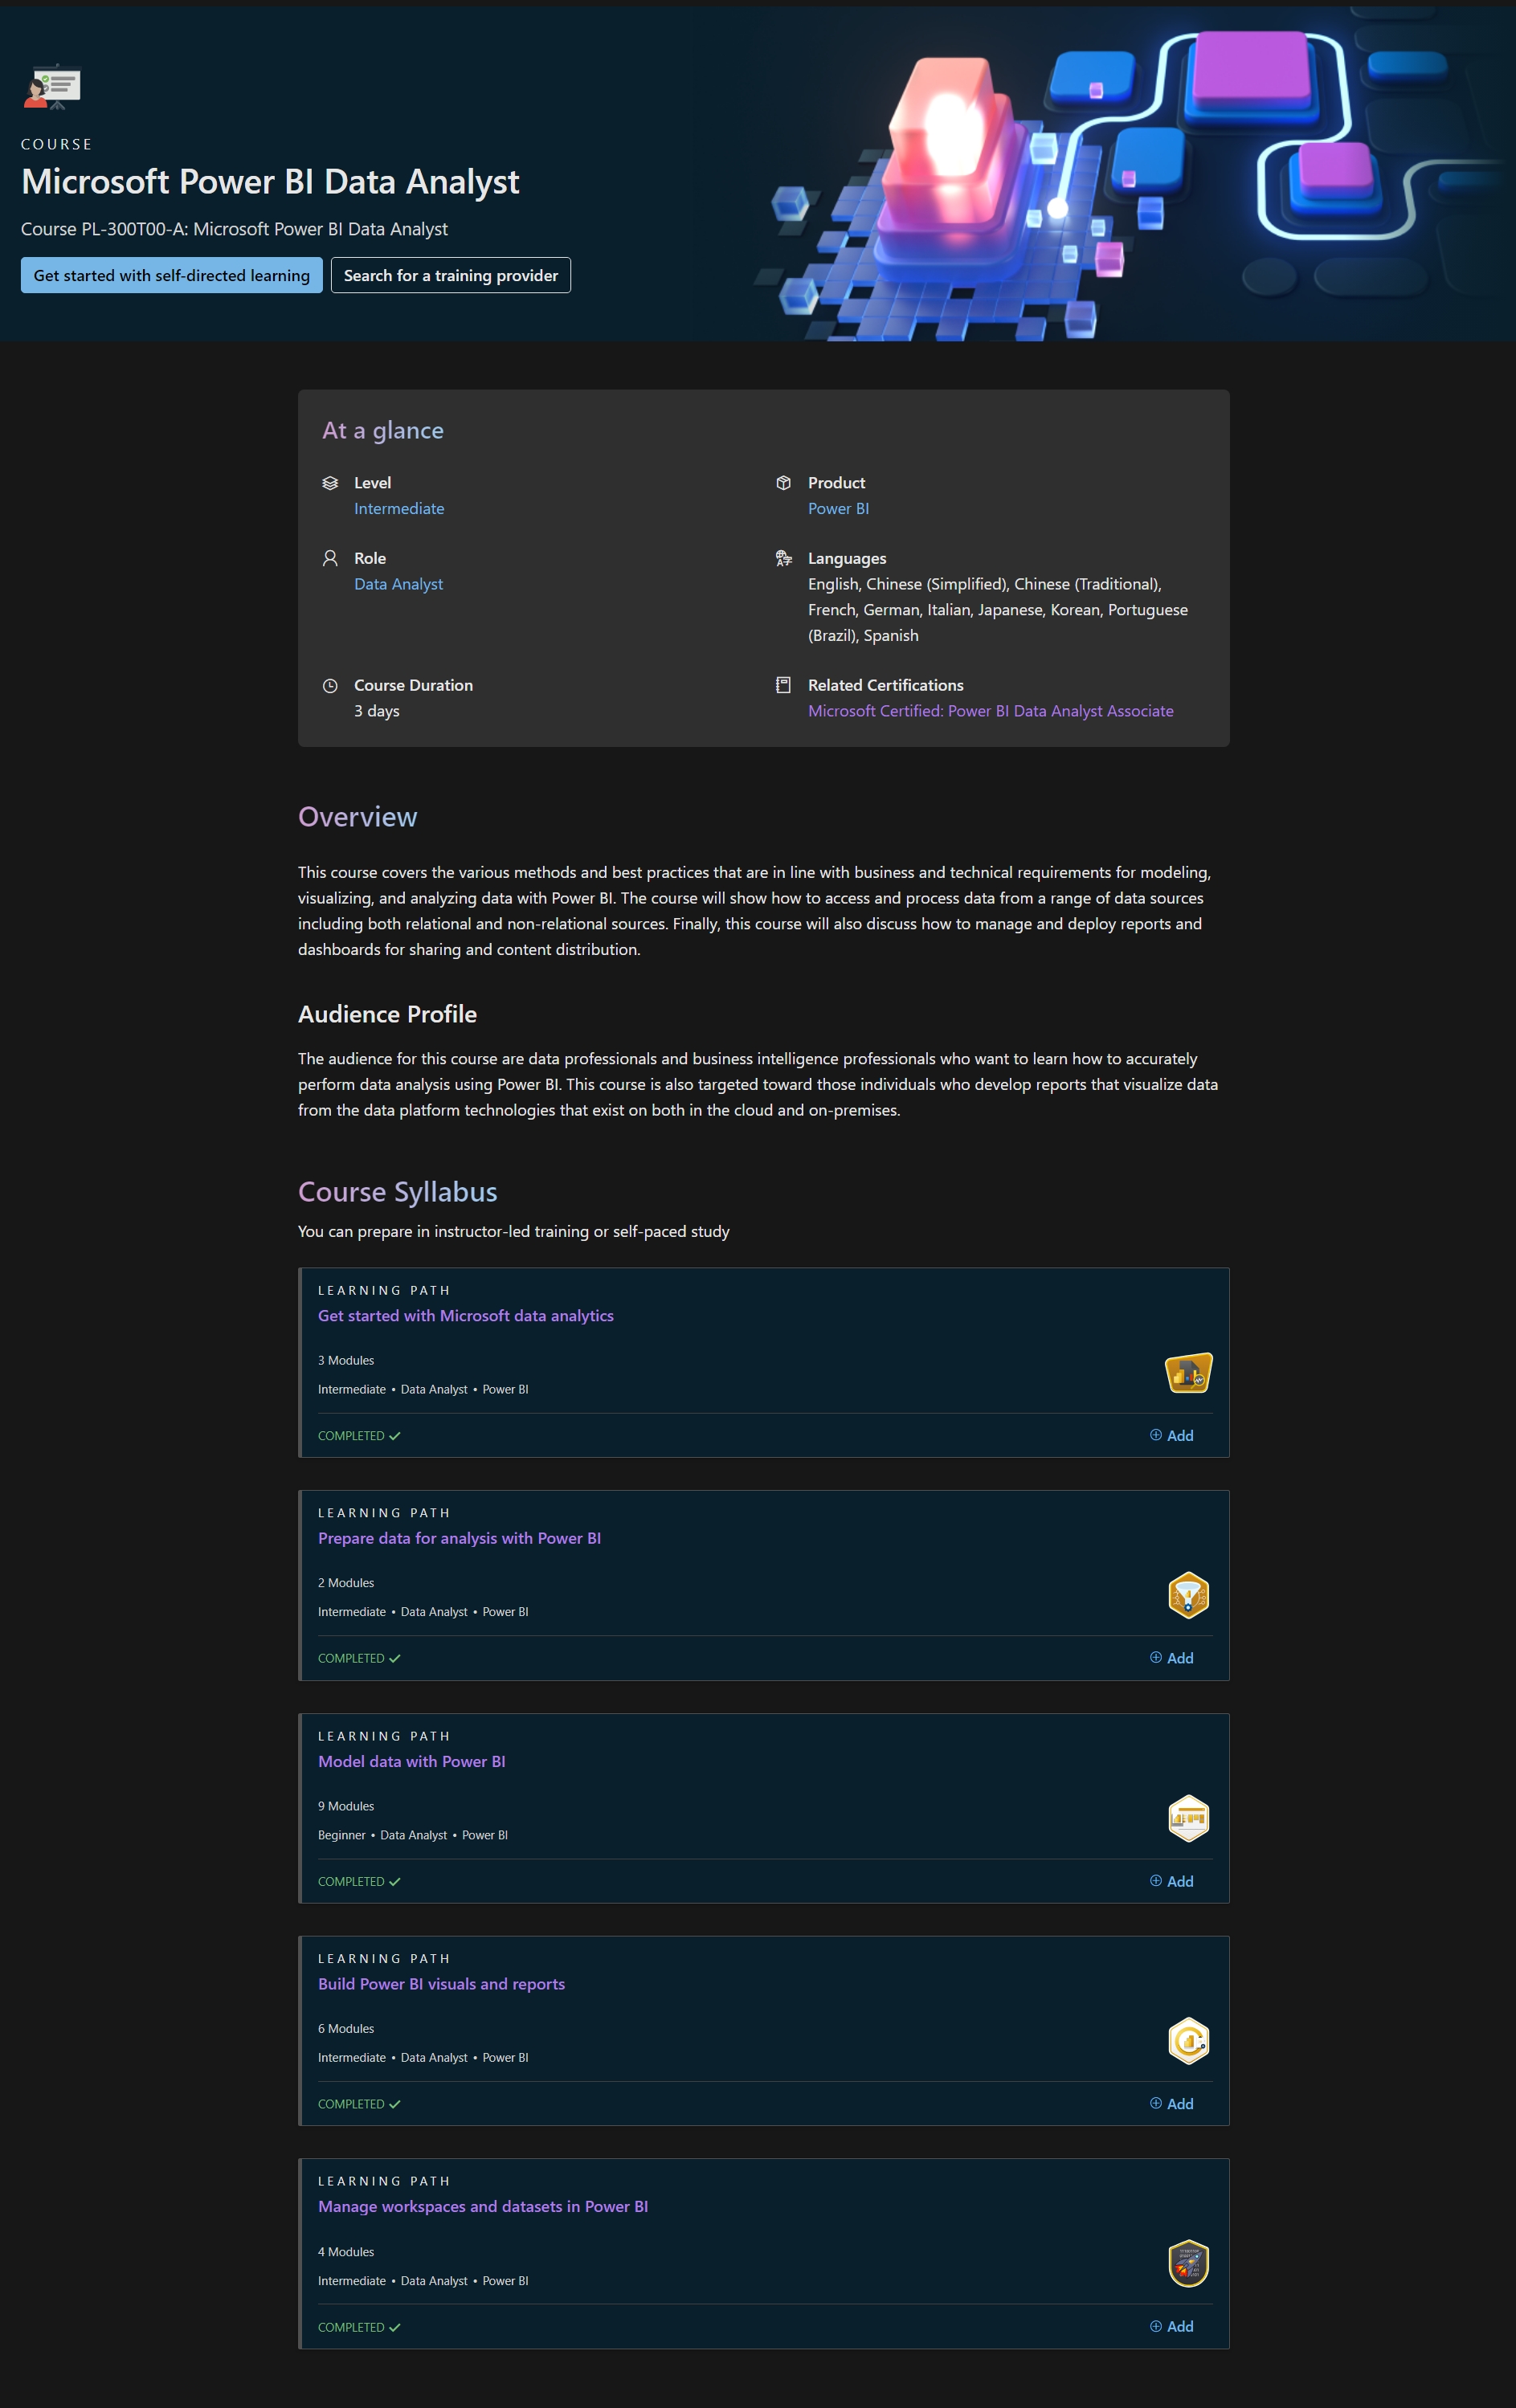 COURSE
Microsoft Power BI Data Analyst
Course PL-300T00-A: Microsoft Power BI Data Analyst
Get started with self-directed learning
Search for a training provider
At a glance
Level
Intermediate
Product
Power BI
Role
Data Analyst
Languages
English, Chinese (Simplified), Chinese (Traditional),
French, German, Italian, Japanese, Korean, Portuguese
(Brazil), Spanish
Course Duration
3 days
Related Certifications
Microsoft Certified: Power BI Data Analyst Associate
Overview
This course covers the various methods and best practices that are in line with business and technical requirements for modeling,
visualizing, and analyzing data with Power BI. The course will show how to access and process data from a range of data sources
including both relational and non-relational sources. Finally, this course will also discuss how to manage and deploy reports and
dashboards for sharing and content distribution.
Audience Profile
The audience for this course are data professionals and business intelligence professionals who want to learn how to accurately
perform data analysis using Power BI. This course is also targeted toward those individuals who develop reports that visualize data
from the data platform technologies that exist on both in the cloud and on-premises.
Course Syllabus
You can prepare in instructor-led training or self-paced study
LEARNING PATH
Get started with Microsoft data analytics
3 Modules
Intermediate • Data Analyst • Power BI
COMPLETED ✓
Add
LEARNING PATH
Prepare data for analysis with Power BI
2 Modules
Intermediate • Data Analyst • Power BI
COMPLETED ✓
Add
LEARNING PATH
Model data with Power BI
9 Modules
Beginner • Data Analyst • Power BI
COMPLETED ✓
Add
LEARNING PATH
Build Power BI visuals and reports
6 Modules
Intermediate • Data Analyst • Power BI
COMPLETED ✓
Add
LEARNING PATH
Manage workspaces and datasets in Power BI
4 Modules
Intermediate • Data Analyst • Power BI
COMPLETED ✓
Add